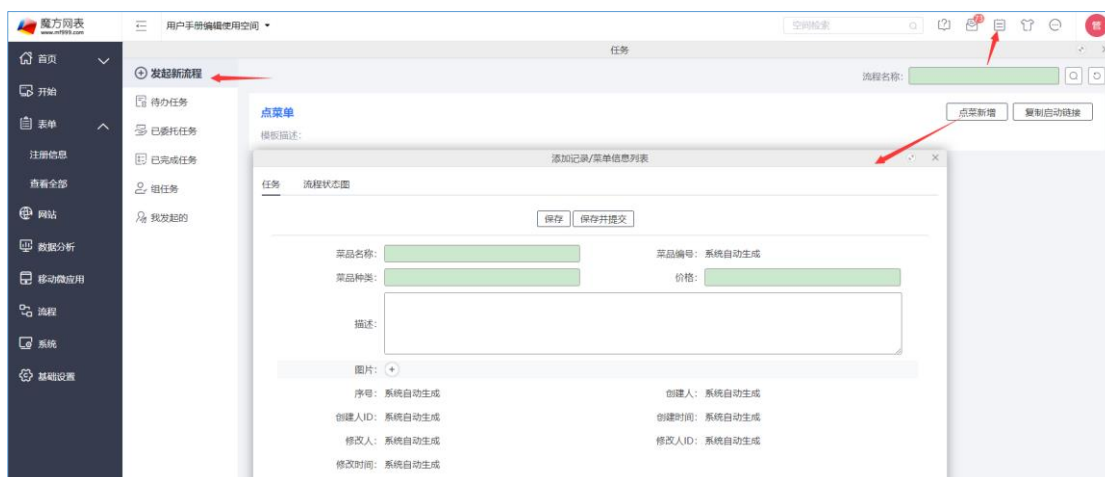 魔方网表
www.mf999.com
用户手册编辑使用空间
空间检索
73
管
任务
首页
开始
表单
注册信息
查看全部
网站
数据分析
移动微应用
流程
系统
基础设置
发起新流程
待办任务
已委托任务
已完成任务
组任务
我发起的
流程名称:
点菜单
点菜新增 复制启动链接
模板描述:
添加记录/菜单信息列表
任务 流程状态图
保存 保存并提交
菜品名称: 菜品编号: 系统自动生成
菜品种类: 价格:
描述:
图片:
序号: 系统自动生成 创建人: 系统自动生成
创建人ID: 系统自动生成 创建时间: 系统自动生成
修改人: 系统自动生成 修改人ID: 系统自动生成
修改时间: 系统自动生成